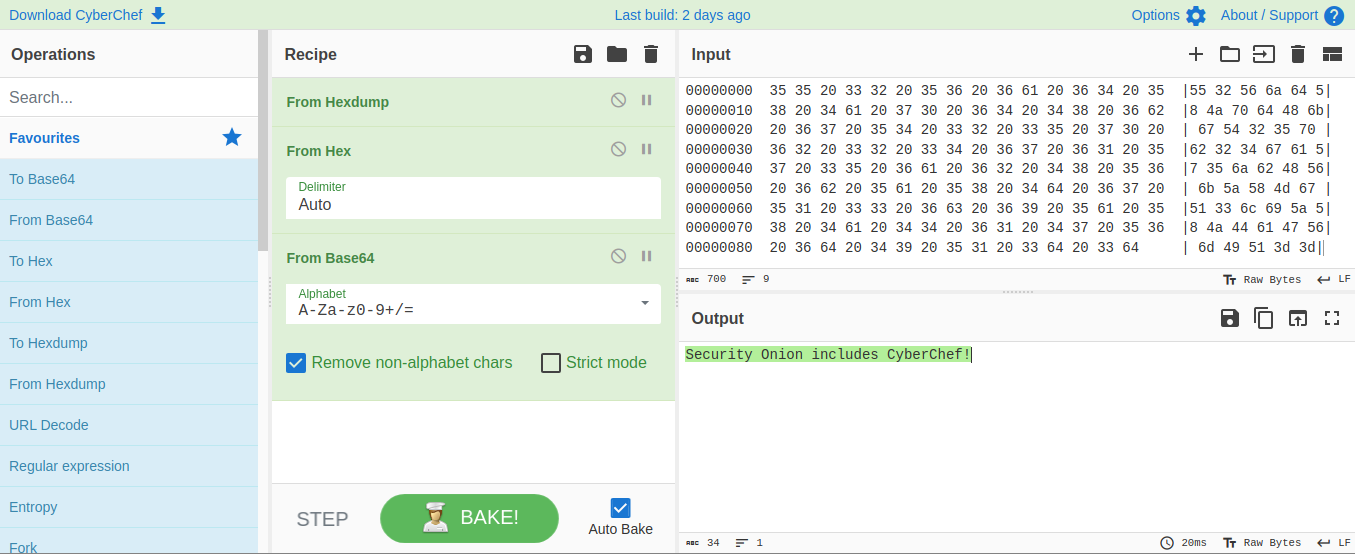 Download CyberChef
Last build: 2 days ago
Options
About / Support
Operations
Search...
Favourites
To Base64
From Base64
To Hex
From Hex
To Hexdump
From Hexdump
URL Decode
Regular expression
Entropy
Fork
Recipe
From Hexdump
From Hex
Delimiter
Auto
From Base64
Alphabet
A-Za-z0-9+/=
Remove non-alphabet chars
Strict mode
STEP
BAKE!
Auto Bake
Input
00000000  35 35 20 33 32 20 35 36 20 36 61 20 36 34 20 35  |55 32 56 6a 64 5|
00000010  38 20 34 61 20 37 30 20 36 34 20 34 38 20 36 62  |8 4a 70 64 48 6b|
00000020  20 36 37 20 35 34 20 33 32 20 33 35 20 37 30 20  | 67 54 32 35 70 |
00000030  36 32 20 33 32 20 33 34 20 36 37 20 36 31 20 35  |62 32 34 67 61 5|
00000040  37 20 33 35 20 36 61 20 36 32 20 34 38 20 35 36  |7 35 6a 62 48 56|
00000050  20 36 62 20 35 61 20 35 38 20 34 64 20 36 37 20  | 6b 5a 58 4d 67 |
00000060  35 31 20 33 33 20 36 63 20 36 39 20 35 61 20 35  |51 33 6c 69 5a 5|
00000070  38 20 34 61 20 34 34 20 36 31 20 34 37 20 35 36  |8 4a 44 61 47 56|
00000080  20 36 64 20 34 39 20 35 31 20 33 64 20 33 64     | 6d 49 51 3d 3d|
ABC 700 9
Raw Bytes LF
Output
Security Onion includes CyberChef!
ABC 34 1
20ms Raw Bytes LF